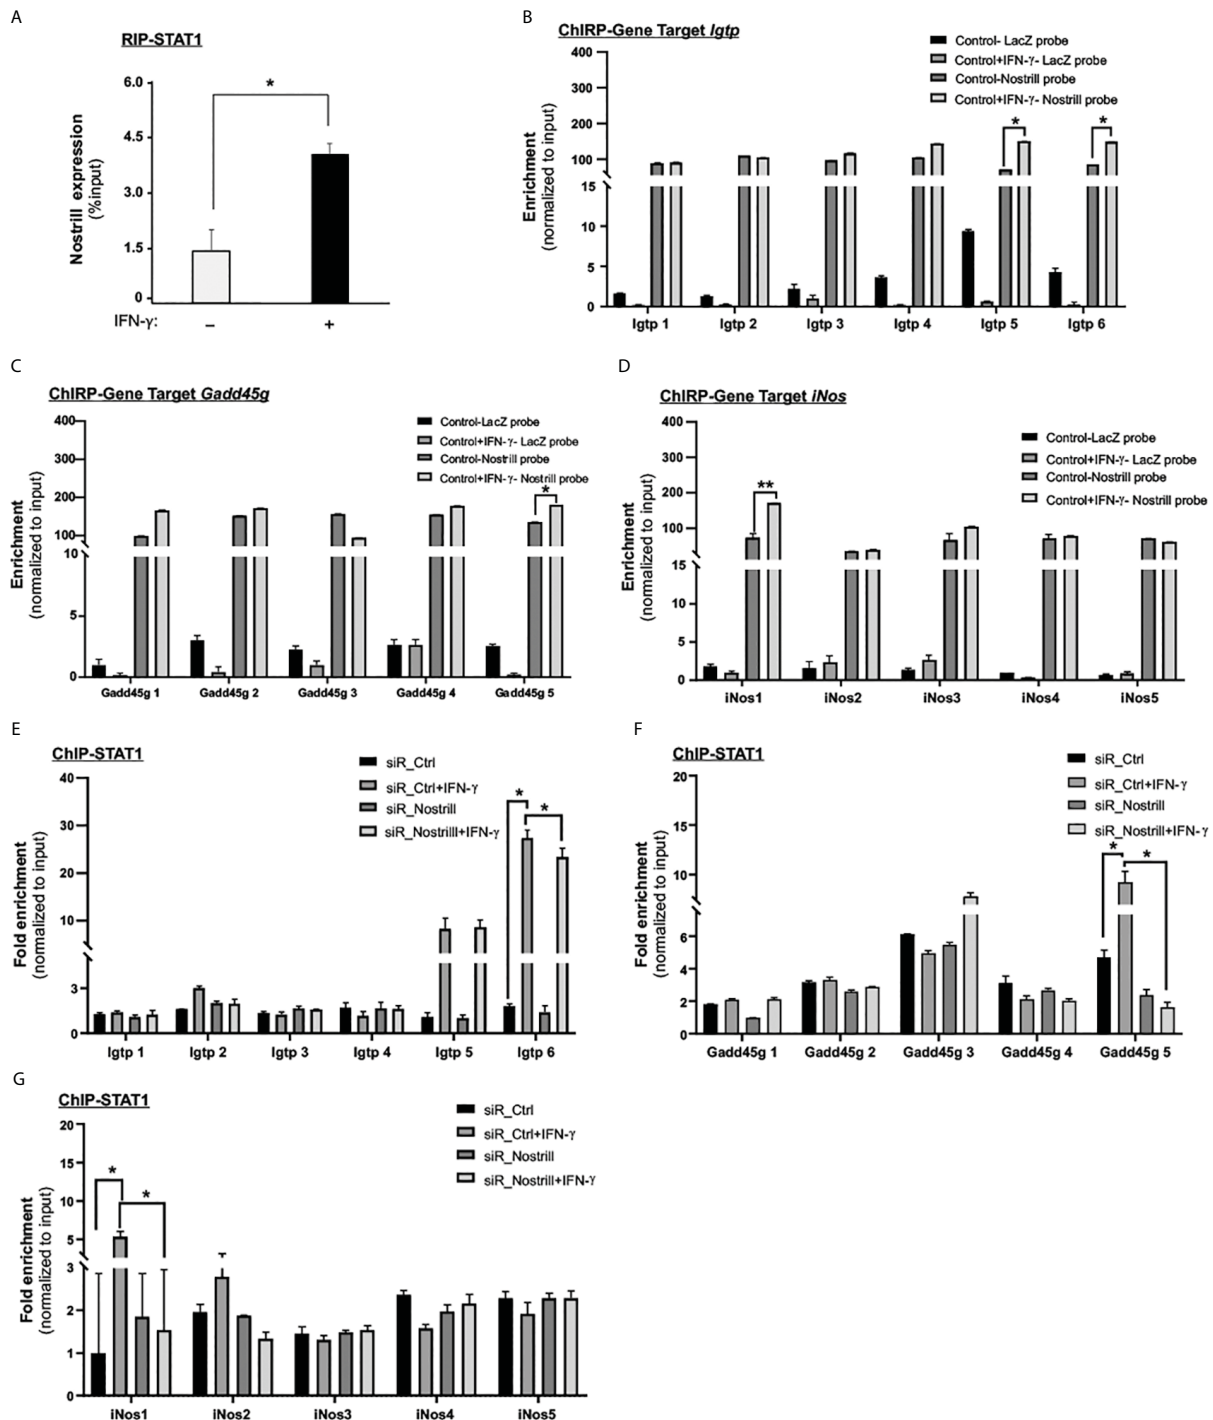 A
RIP-STAT1
6.0
4.5
3.0
1.5
0
Nostrill expression
(%input)
*
IFN-γ:
–
+
B
ChIRP-Gene Target Igtp
400
300
200
100
15
10
5
0
Enrichment
(normalized to input)
Control- LacZ probe
Control+IFN-γ- LacZ probe
Control-Nostrill probe
Control+IFN-γ- Nostrill probe
*
*
Igtp 1
Igtp 2
Igtp 3
Igtp 4
Igtp 5
Igtp 6
C
ChIRP-Gene Target Gadd45g
400
300
200
100
10
5
0
Enrichment
(normalized to input)
Control-LacZ probe
Control+IFN-γ- LacZ probe
Control-Nostrill probe
Control+IFN-γ- Nostrill probe
*
Gadd45g 1
Gadd45g 2
Gadd45g 3
Gadd45g 4
Gadd45g 5
D
ChIRP-Gene Target iNos
400
300
200
100
15
10
5
0
Enrichment
(normalized to input)
Control-LacZ probe
Control+IFN-γ- LacZ probe
Control-Nostrill probe
Control+IFN-γ- Nostrill probe
**
iNos1
iNos2
iNos3
iNos4
iNos5
E
ChIP-STAT1
40
30
20
10
3
0
Fold enrichment
(normalized to input)
siR_Ctrl
siR_Ctrl+IFN-γ
siR_Nostrill
siR_Nostrilll+IFN-γ
*
*
Igtp 1
Igtp 2
Igtp 3
Igtp 4
Igtp 5
Igtp 6
F
ChIP-STAT1
20
15
10
6
4
2
0
Fold enrichment
(normalized to input)
siR_Ctrl
siR_Ctrl+IFN-γ
siR_Nostrill
siR_Nostrill+IFN-γ
*
*
Gadd45g 1
Gadd45g 2
Gadd45g 3
Gadd45g 4
Gadd45g 5
G
ChIP-STAT1
20
15
10
5
3
2
1
0
Fold enrichment
(normalized to input)
siR_Ctrl
siR_Ctrl+IFN-γ
siR_Nostrill
siR_Nostrill+IFN-γ
*
*
iNos1
iNos2
iNos3
iNos4
iNos5